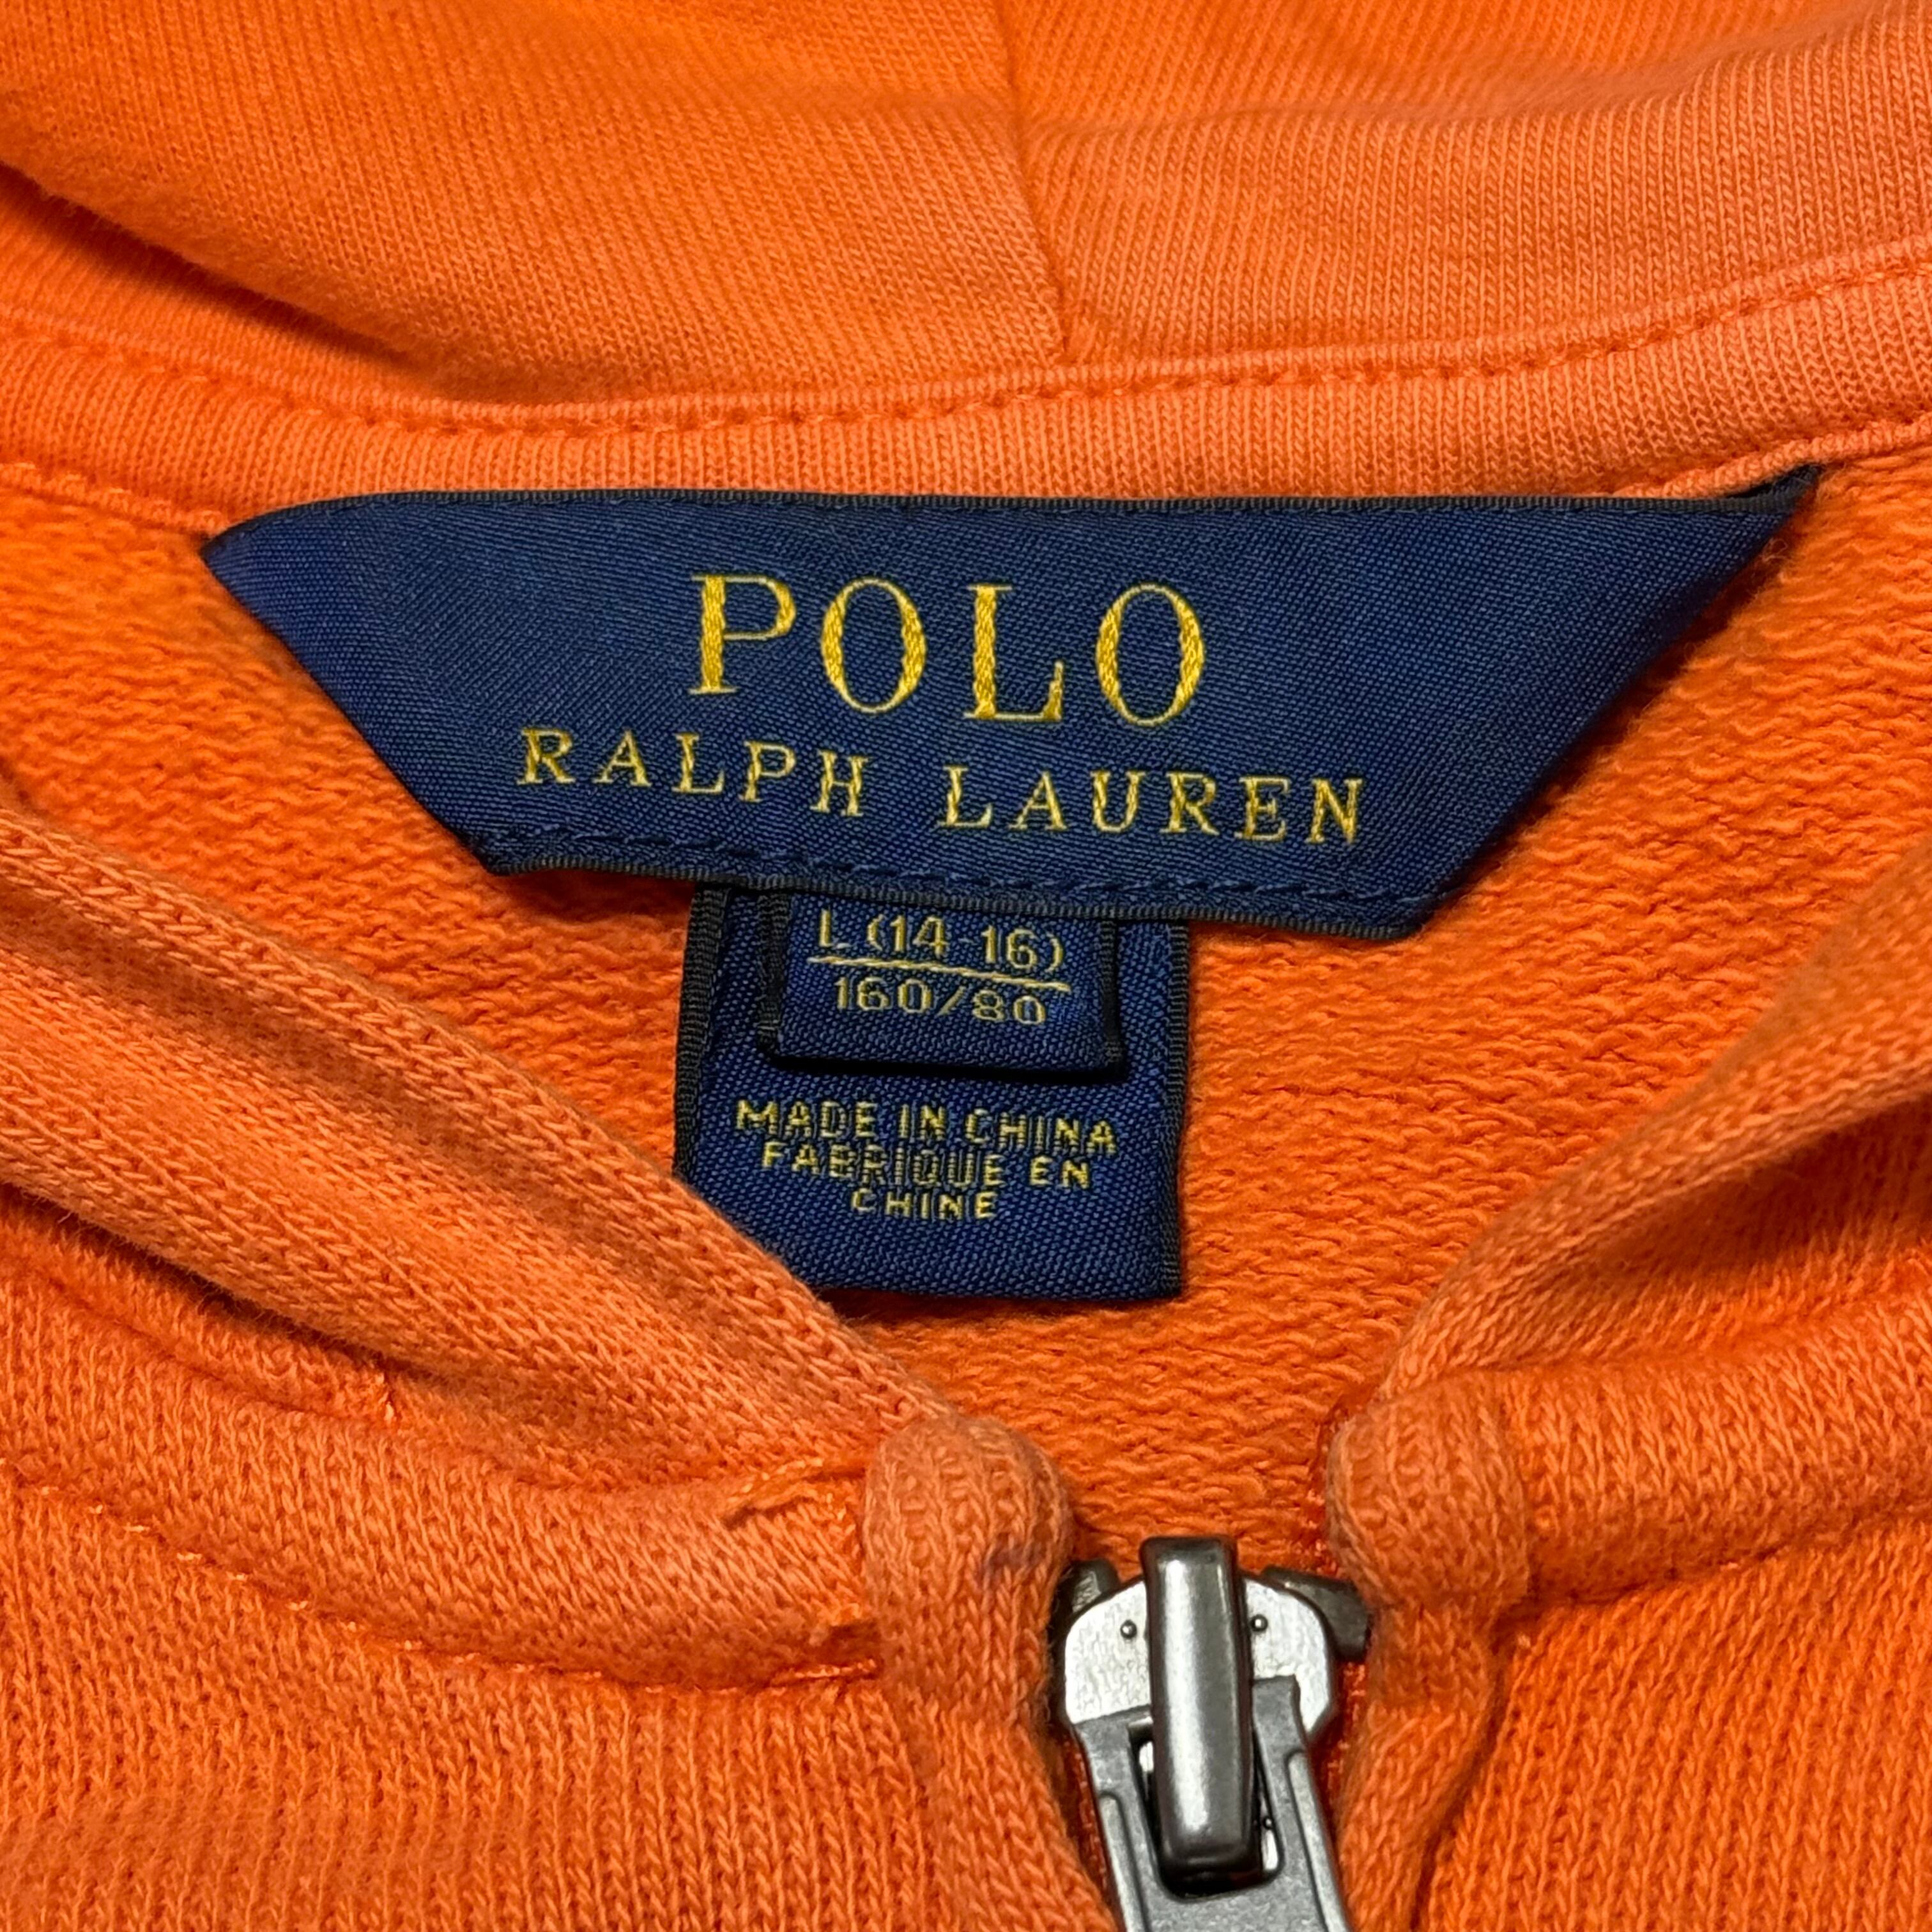 POLO
RALPH LAUREN
L (14-16)
160/80
MADE IN CHINA
FABRIQUE EN
CHINE